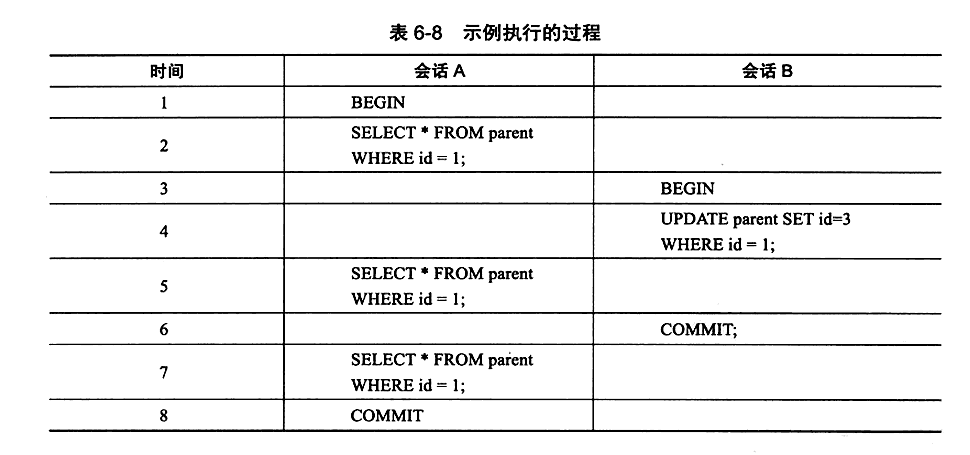 表 6-8 示例执行的过程
时间 会话 A 会话 B
1 BEGIN
2 SELECT * FROM parent
WHERE id = 1;
3 BEGIN
4 UPDATE parent SET id=3
WHERE id = 1;
5 SELECT * FROM parent
WHERE id = 1;
6 COMMIT;
7 SELECT * FROM parent
WHERE id = 1;
8 COMMIT